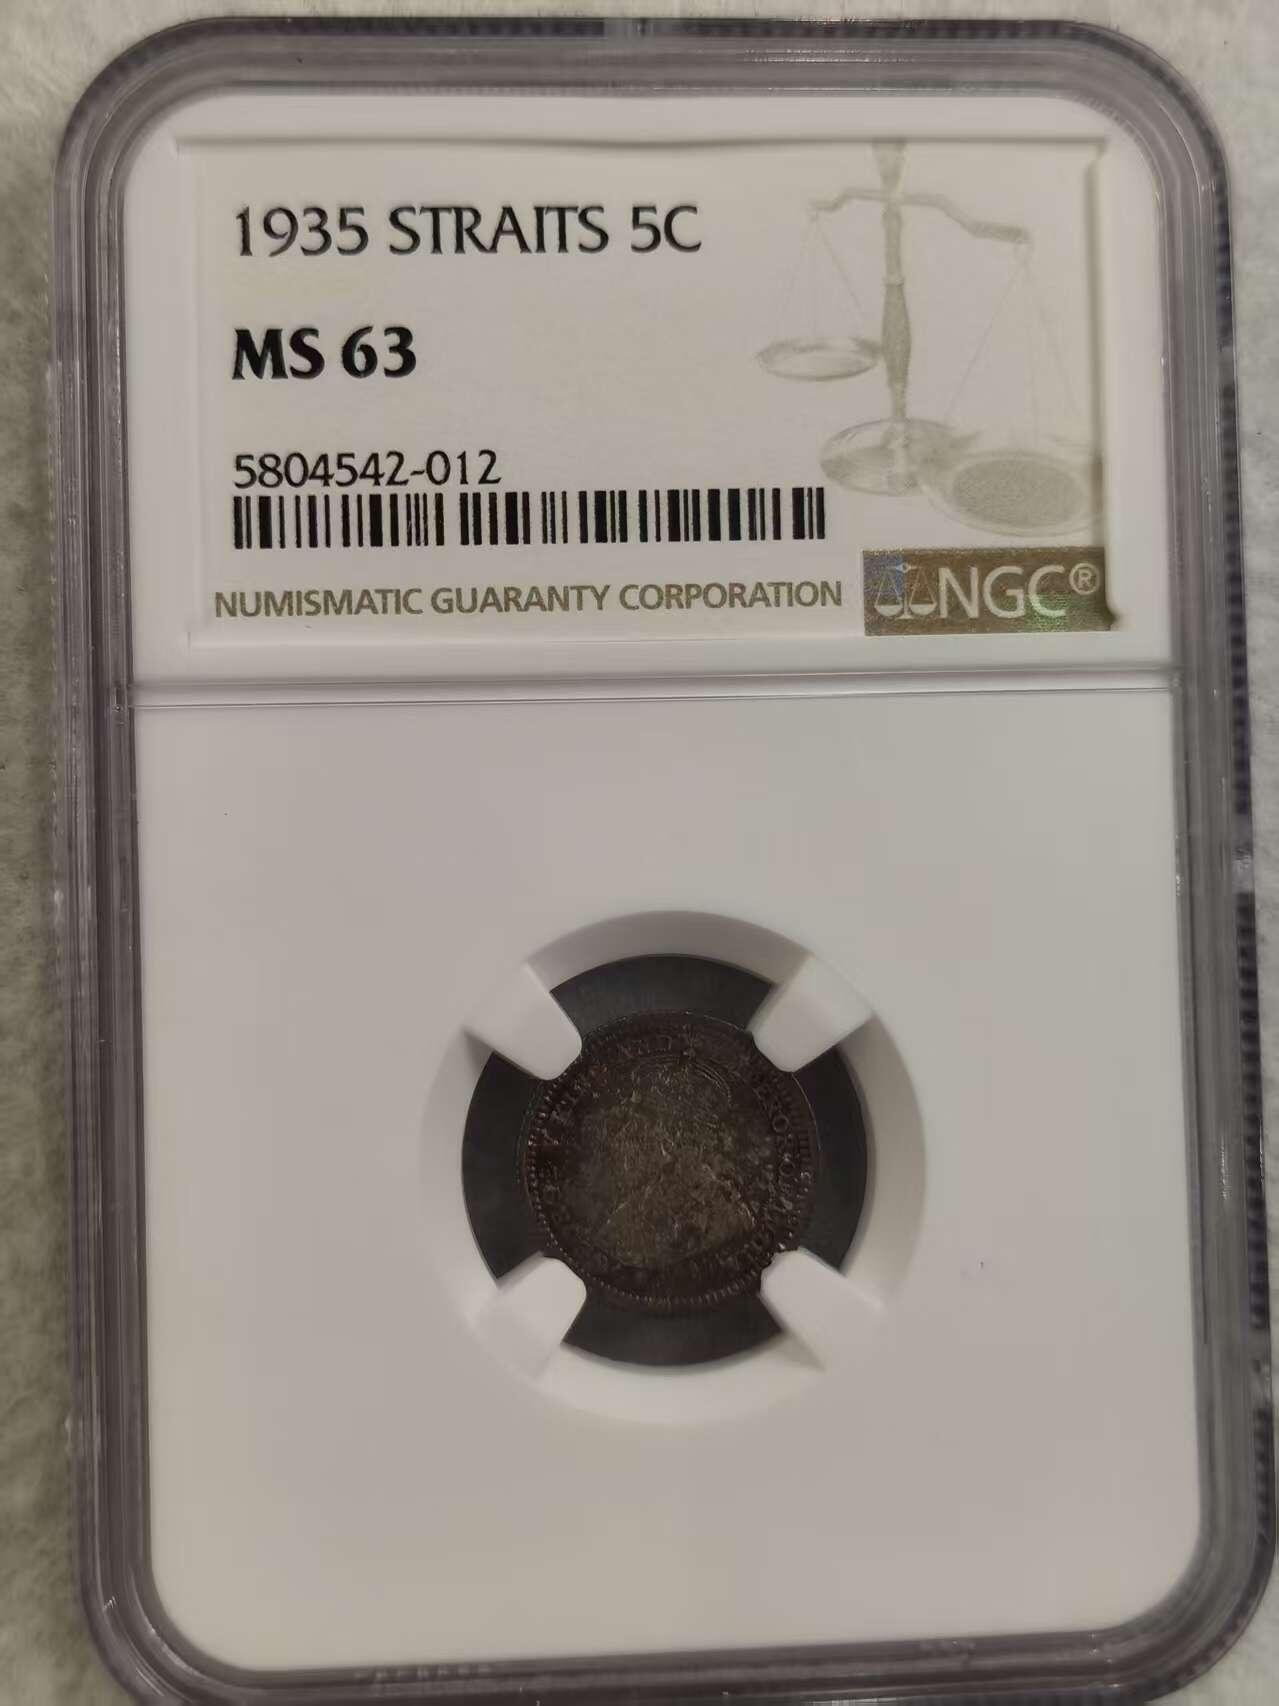 1935 STRAITS 5C
MS 63
5804542-012
NUMISMATIC GUARANTY CORPORATION
NGC®